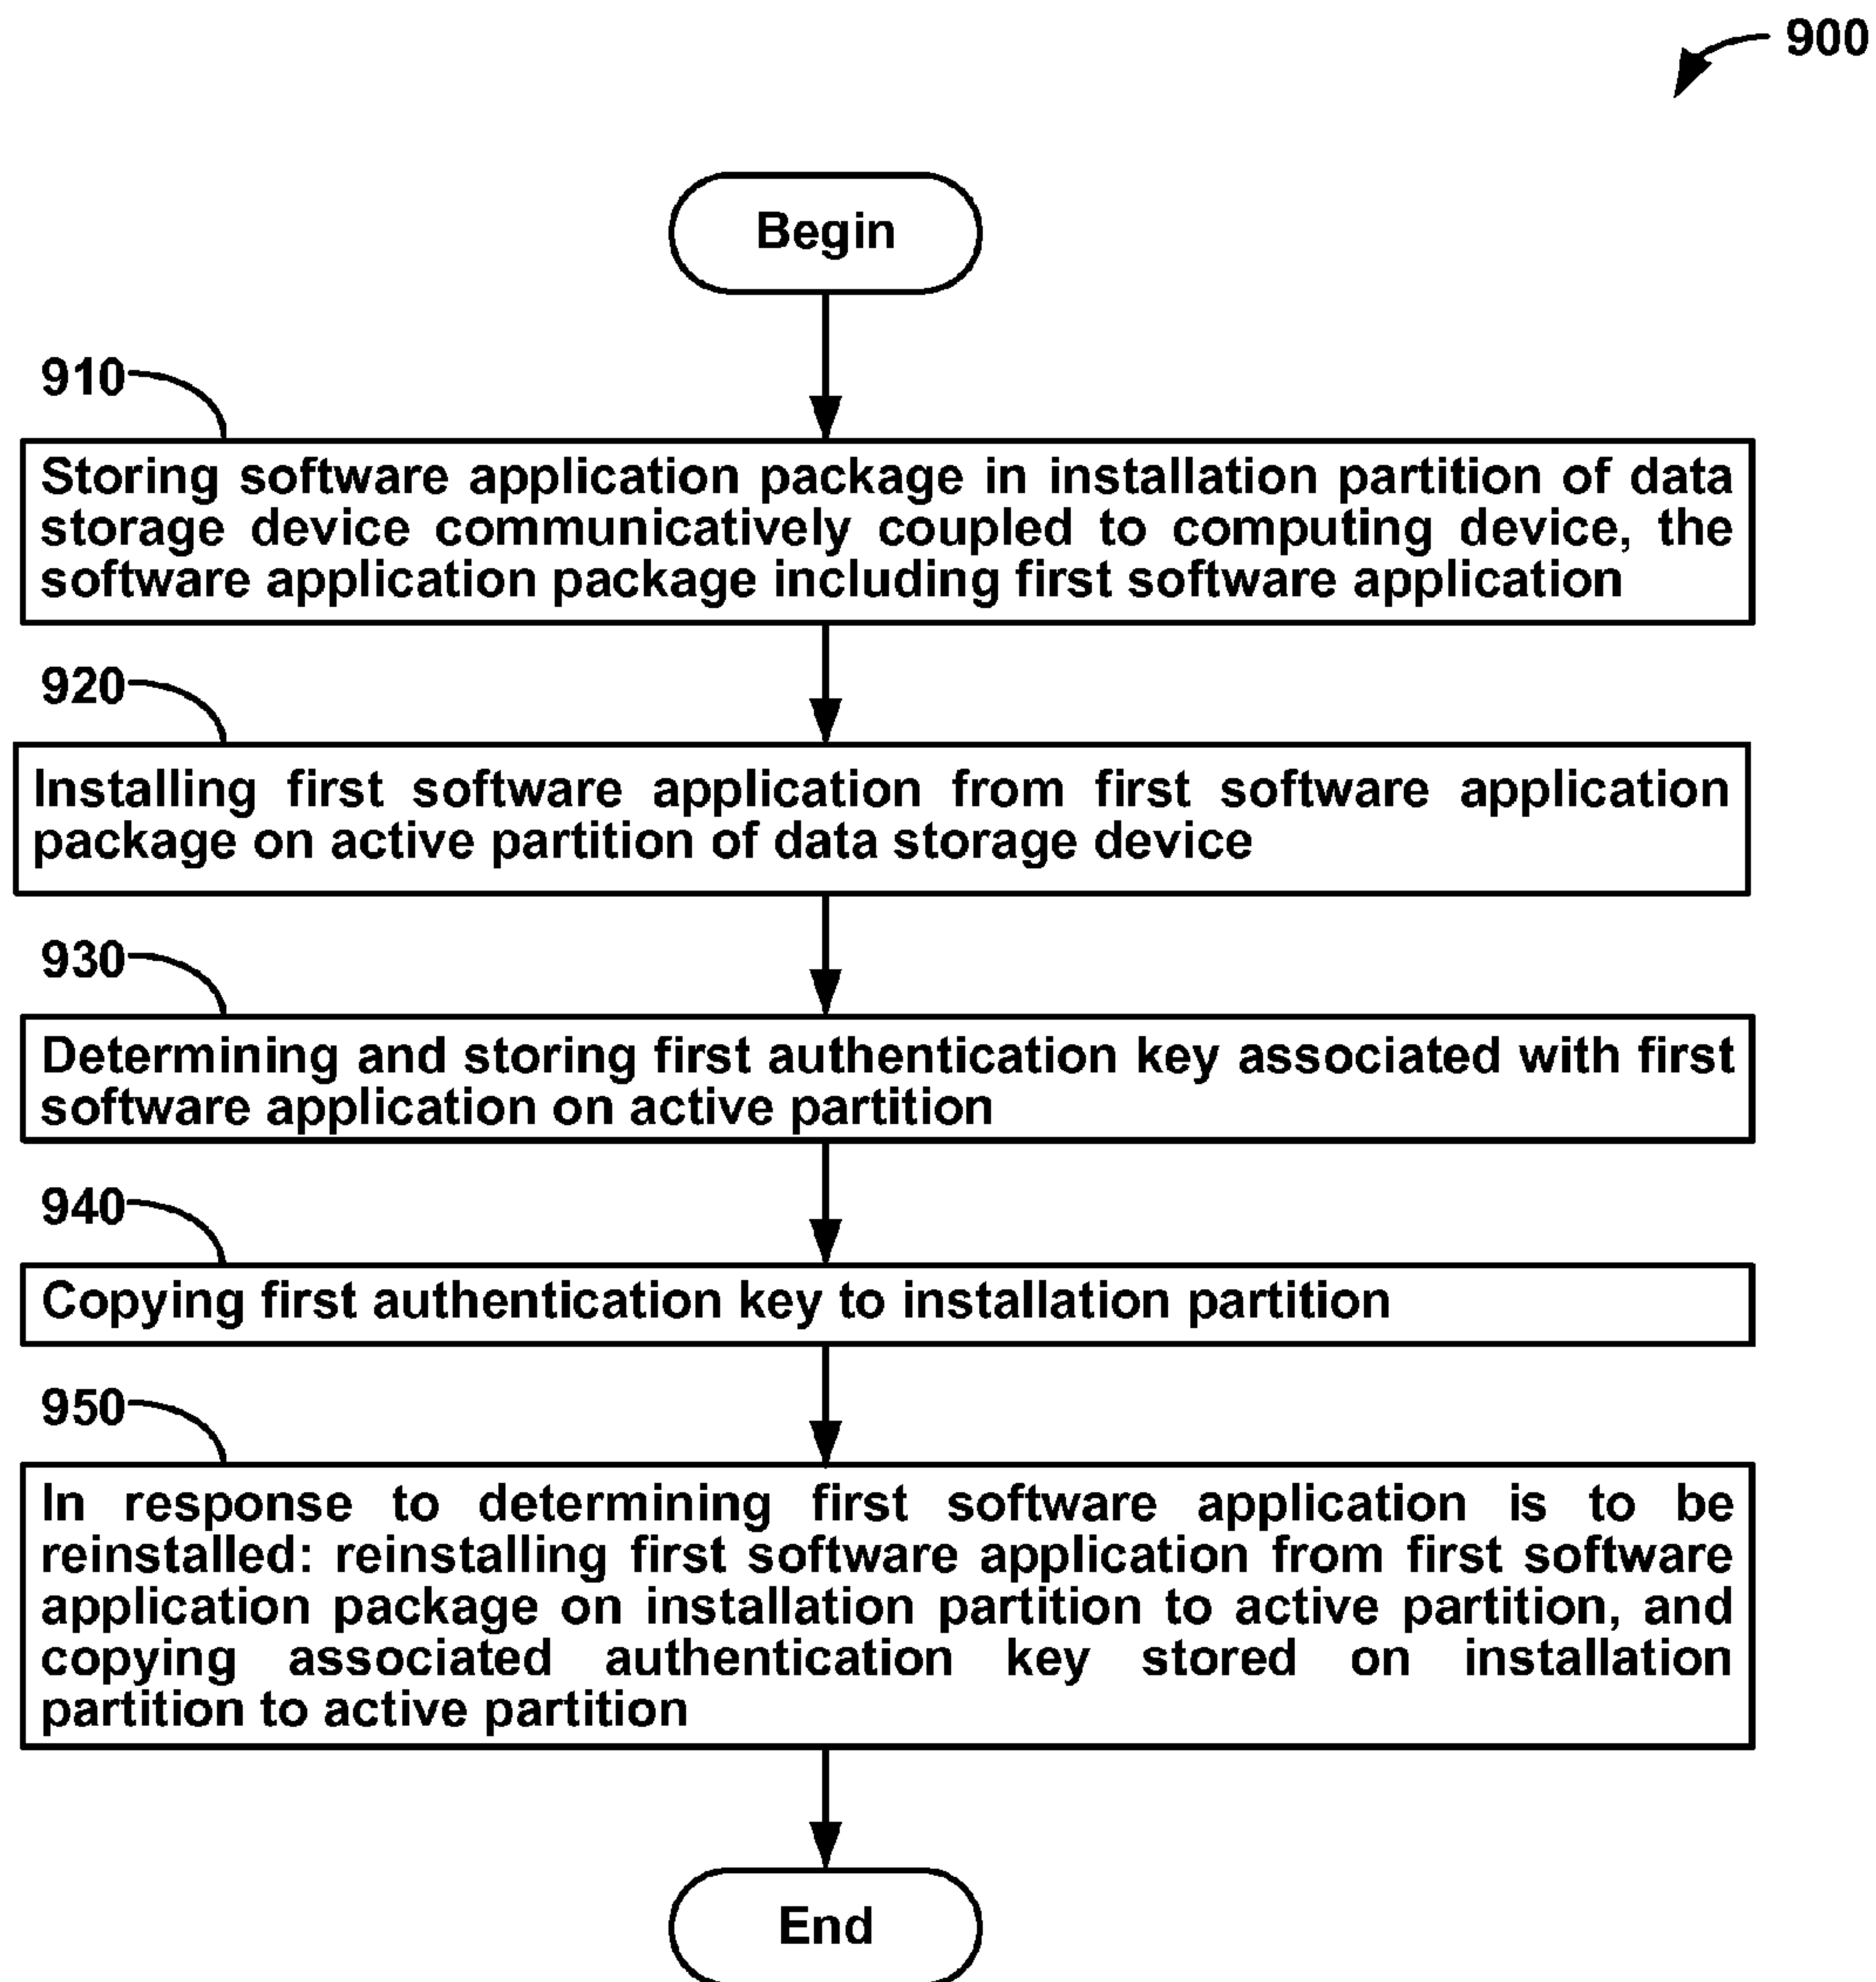 900
Begin
910
Storing software application package in installation partition of data
storage device communicatively coupled to computing device, the
software application package including first software application
920
Installing first software application from first software application
package on active partition of data storage device
930
Determining and storing first authentication key associated with first
software application on active partition
940
Copying first authentication key to installation partition
950
In response to determining first software application is to be
reinstalled: reinstalling first software application from first software
application package on installation partition to active partition, and
copying associated authentication key stored on installation
partition to active partition
End